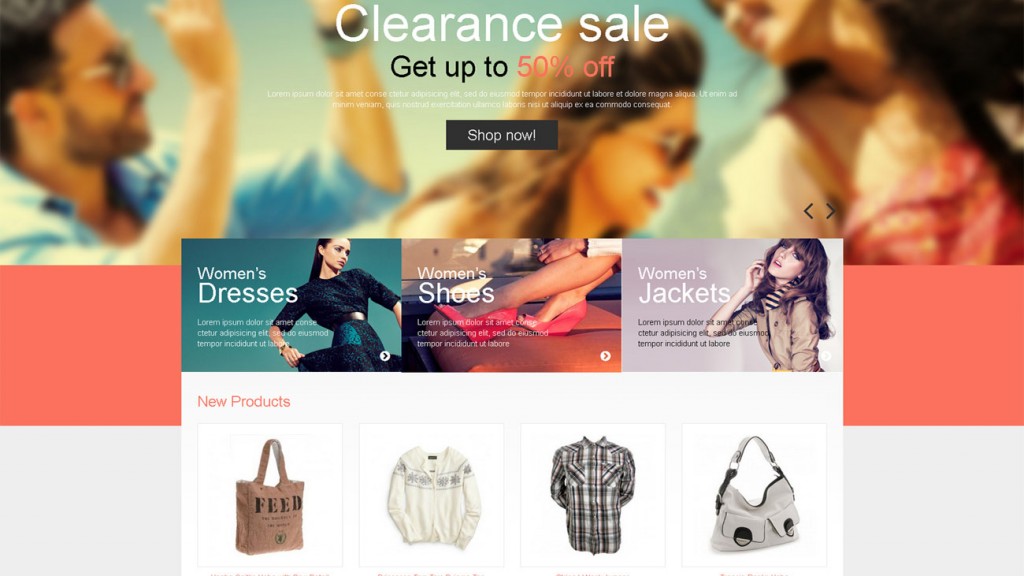 Clearance sale
Get up to 50% off
Lorem ipsum dolor sit amet conse ctetur adipisicing elit, sed do eiusmod tempor incididunt ut labore et dolore magna aliqua. Ut enim ad
minim veniam, quis nostrud exercitation ullamco laboris nisi ut aliquip ex ea commodo consequat.
Shop now!
Women's
Dresses
Lorem ipsum dolor sit amet conse
ctetur adipisicing elit, sed do eiusmod
tempor incididunt ut labore
Women's
Shoes
Lorem ipsum dolor sit amet conse
ctetur adipisicing elit, sed do eiusmod
tempor incididunt ut labore
Women's
Jackets
Lorem ipsum dolor sit amet conse
ctetur adipisicing elit, sed do eiusmod
tempor incididunt ut labore
New Products
FEED